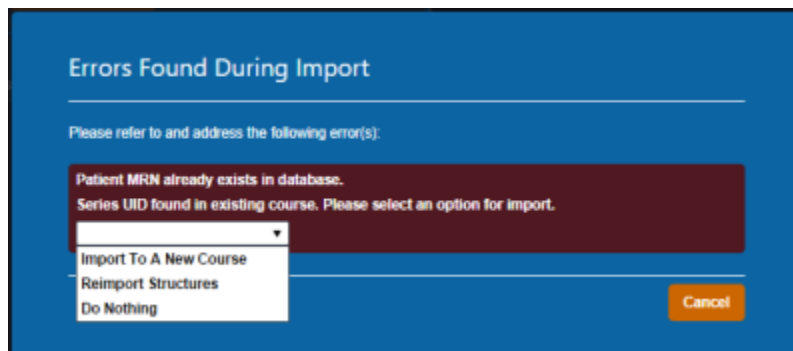 Errors Found During Import
Please refer to and address the following error(s):
Patient MRN already exists in database.
Series UID found in existing course. Please select an option for import.
Import To A New Course
Reimport Structures
Do Nothing
Cancel